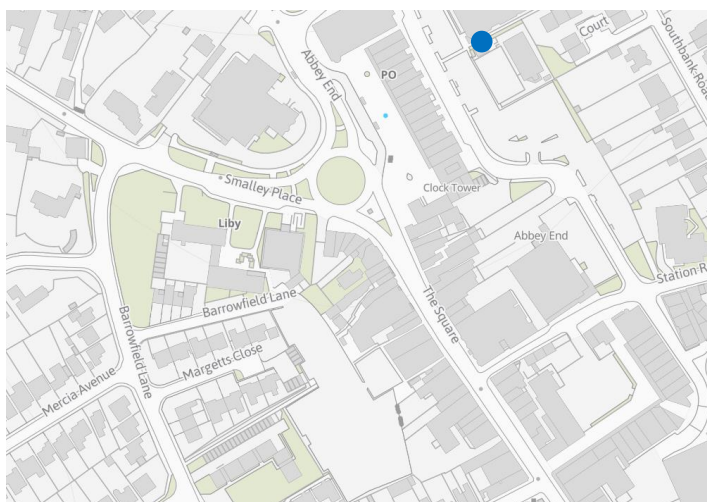 Court
Southbank Road
Abbey End
PO
Smalley Place
Clock Tower
Liby
Abbey End
Station R
Barrowfield Lane
The Square
Barrowfield Lane
Margetts Close
Mercia Avenue